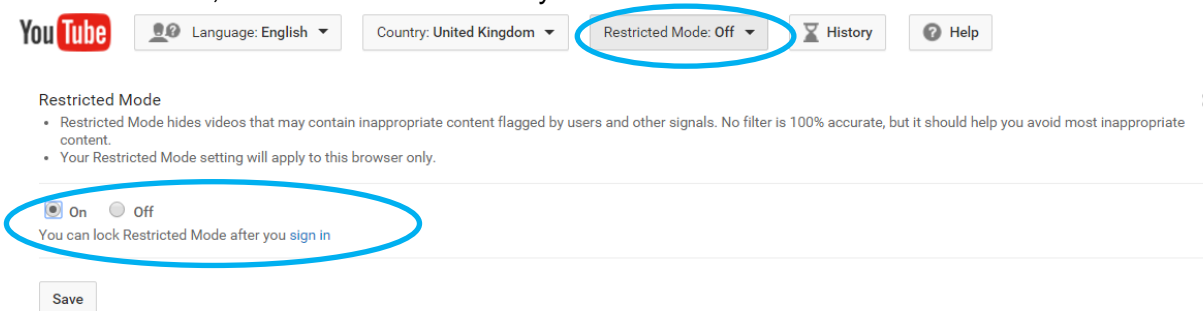 You Tube Language: English Country: United Kingdom Restricted Mode: Off History Help
Restricted Mode
• Restricted Mode hides videos that may contain inappropriate content flagged by users and other signals. No filter is 100% accurate, but it should help you avoid most inappropriate
content.
• Your Restricted Mode setting will apply to this browser only.
On Off
You can lock Restricted Mode after you sign in
Save